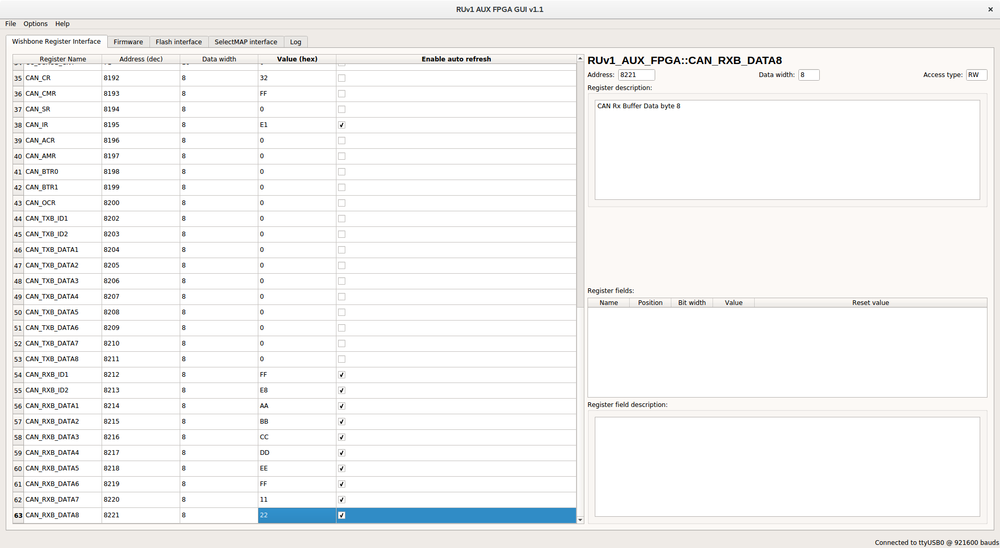 RUv1 AUX FPGA GUI v1.1
File Options Help
Wishbone Register Interface Firmware Flash interface SelectMAP interface Log
Register Name Address (dec) Data width Value (hex) Enable auto refresh
35 CAN_CR 8192 8 32
36 CAN_CMR 8193 8 FF
37 CAN_SR 8194 8 0
38 CAN_IR 8195 8 E1
39 CAN_ACR 8196 8 0
40 CAN_AMR 8197 8 0
41 CAN_BTR0 8198 8 0
42 CAN_BTR1 8199 8 0
43 CAN_OCR 8200 8 0
44 CAN_TXB_ID1 8202 8 0
45 CAN_TXB_ID2 8203 8 0
46 CAN_TXB_DATA1 8204 8 0
47 CAN_TXB_DATA2 8205 8 0
48 CAN_TXB_DATA3 8206 8 0
49 CAN_TXB_DATA4 8207 8 0
50 CAN_TXB_DATA5 8208 8 0
51 CAN_TXB_DATA6 8209 8 0
52 CAN_TXB_DATA7 8210 8 0
53 CAN_TXB_DATA8 8211 8 0
54 CAN_RXB_ID1 8212 8 FF
55 CAN_RXB_ID2 8213 8 E8
56 CAN_RXB_DATA1 8214 8 AA
57 CAN_RXB_DATA2 8215 8 BB
58 CAN_RXB_DATA3 8216 8 CC
59 CAN_RXB_DATA4 8217 8 DD
60 CAN_RXB_DATA5 8218 8 EE
61 CAN_RXB_DATA6 8219 8 FF
62 CAN_RXB_DATA7 8220 8 11
63 CAN_RXB_DATA8 8221 8 22
RUv1_AUX_FPGA::CAN_RXB_DATA8
Address: 8221 Data width: 8 Access type: RW
Register description:
CAN Rx Buffer Data byte 8
Register fields:
Name Position Bit width Value Reset value
Register field description:
Connected to ttyUSB0 @ 921600 bauds